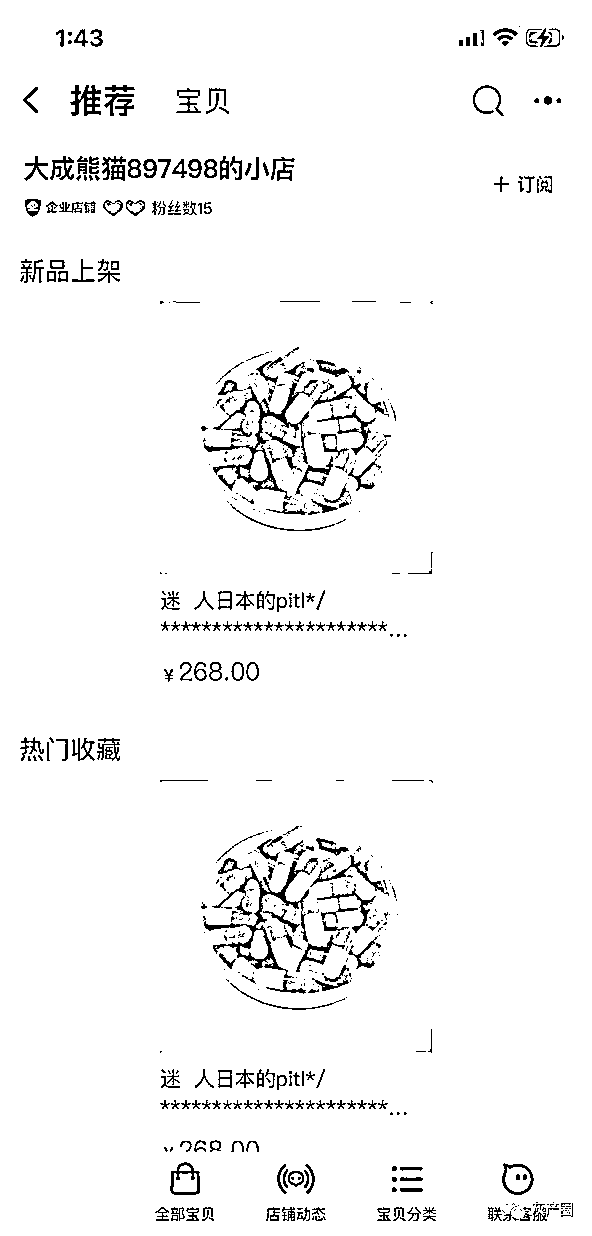 1:43
推荐 宝贝
大成熊猫897498的小店
+ 订阅
企业店铺 粉丝数15
新品上架
迷 人日本的pitl*/
**********************...
¥268.00
热门收藏
迷 人日本的pitl*/
**********************...
¥268.00
全部宝贝 店铺动态 宝贝分类 联系客服
灰产圈